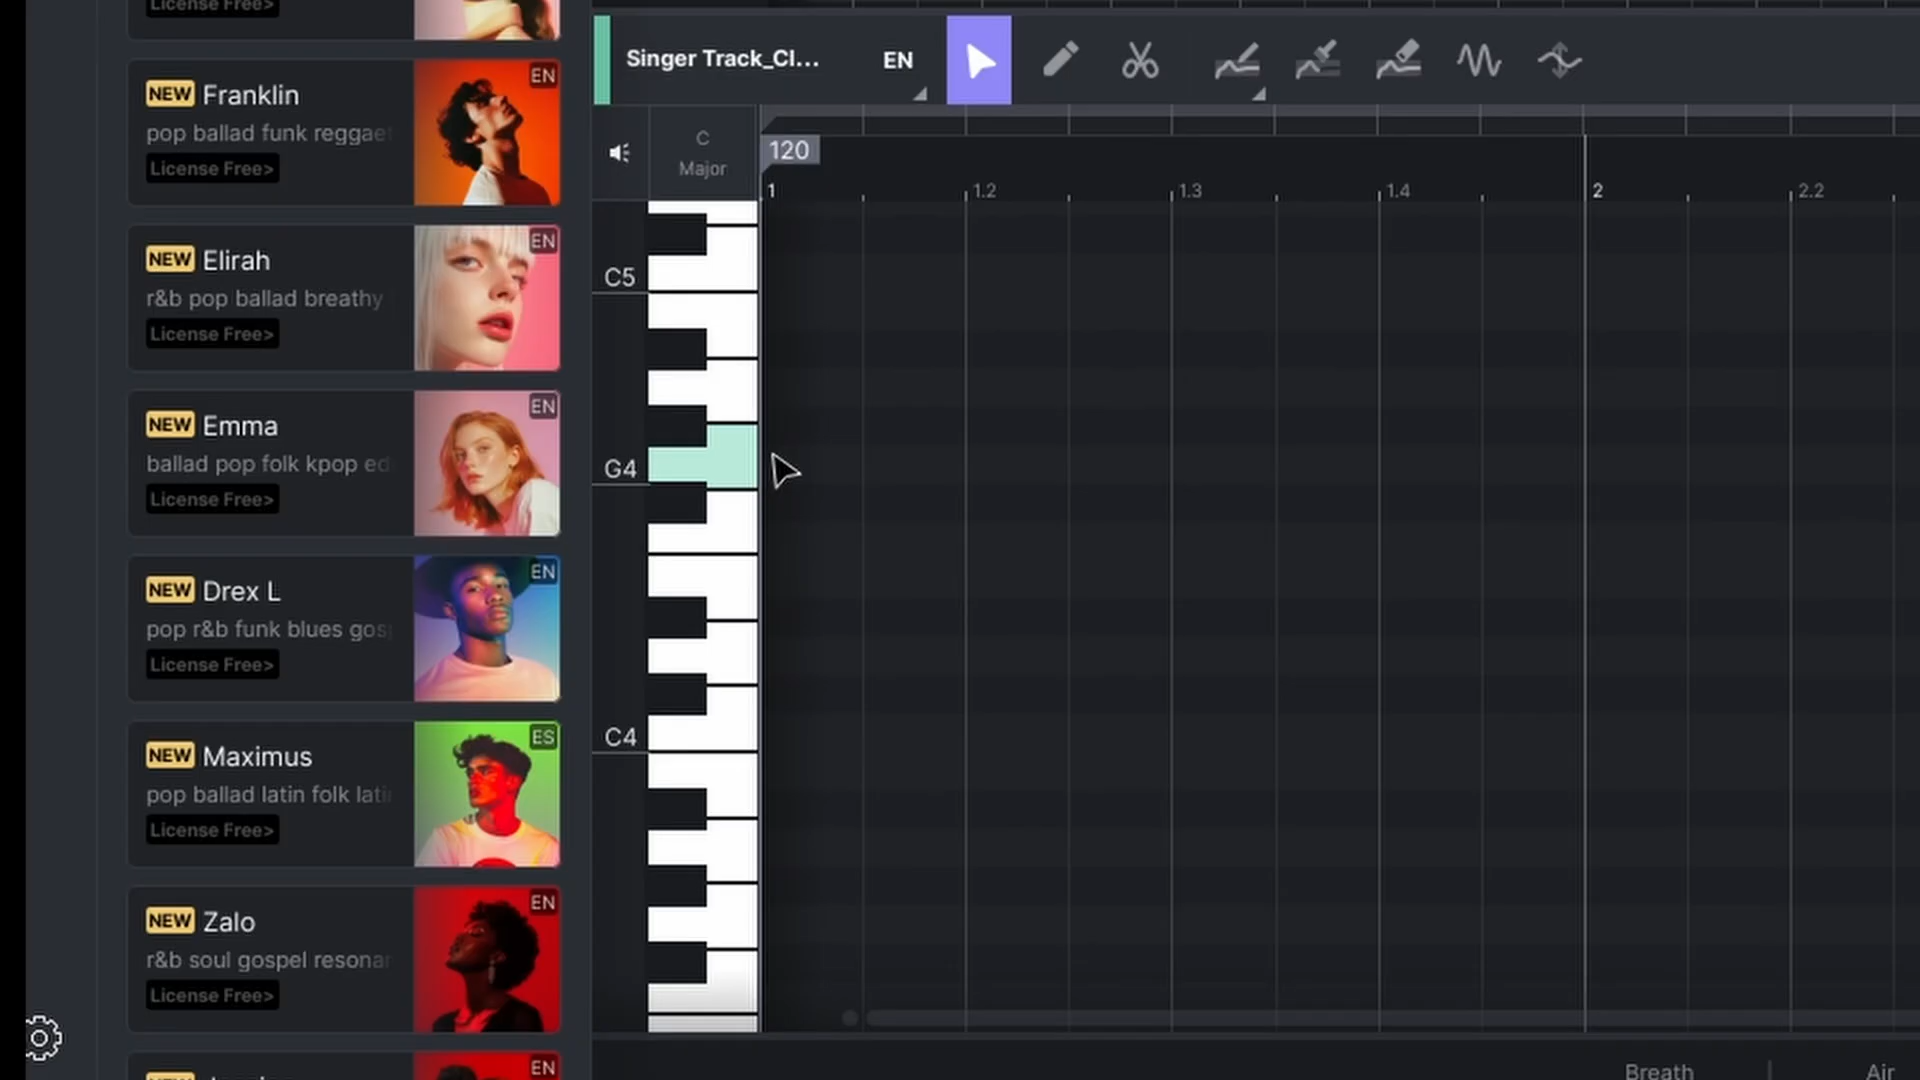 License Free>
NEW Franklin
EN
pop ballad funk reggae
License Free>
NEW Elirah
EN
r&b pop ballad breathy
License Free>
NEW Emma
EN
ballad pop folk kpop ed
License Free>
NEW Drex L
EN
pop r&b funk blues gos
License Free>
NEW Maximus
ES
pop ballad latin folk lati
License Free>
NEW Zalo
EN
r&b soul gospel resonar
License Free>
EN
Singer Track_Cl...
EN
C
Major
120
1
1.2
1.3
1.4
2
2.2
C5
G4
C4
Breath
Air